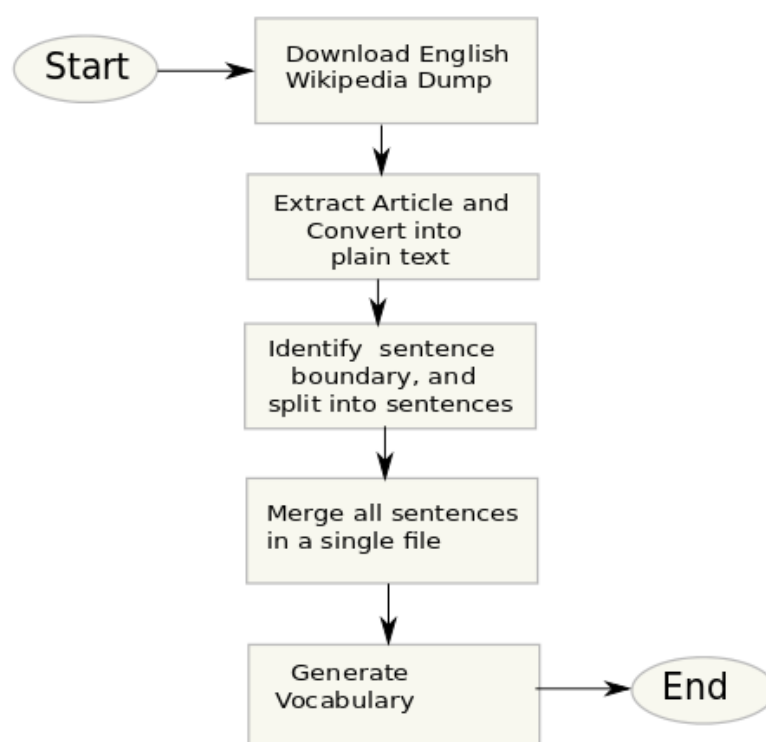 Start
Download English
Wikipedia Dump
Extract Article and
Convert into
plain text
Identify sentence
boundary, and
split into sentences
Merge all sentences
in a single file
Generate
Vocabulary
End